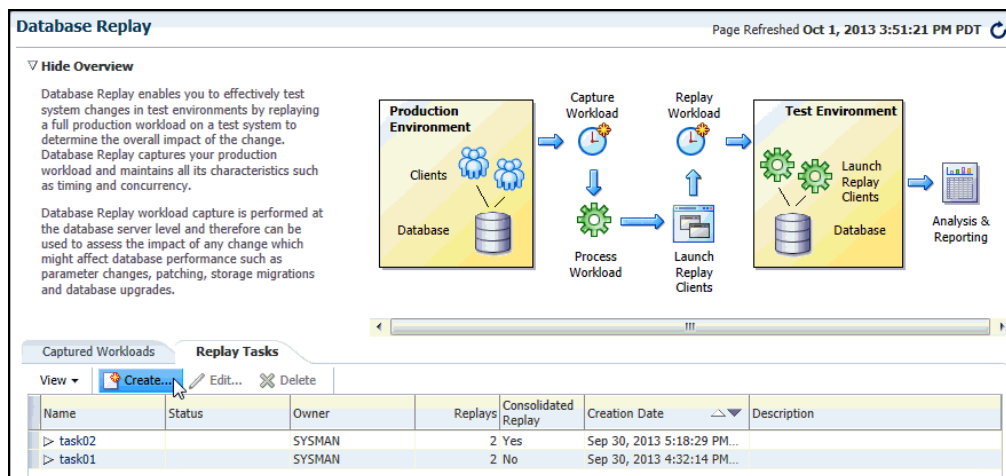 Database Replay
Page Refreshed Oct 1, 2013 3:51:21 PM PDT
Hide Overview
Database Replay enables you to effectively test
system changes in test environments by replaying
a full production workload on a test system to
determine the overall impact of the change.
Database Replay captures your production
workload and maintains all its characteristics such
as timing and concurrency.
Database Replay workload capture is performed at
the database server level and therefore can be
used to assess the impact of any change which
might affect database performance such as
parameter changes, patching, storage migrations
and database upgrades.
Production
Environment
Clients
Database
Capture
Workload
Process
Workload
Replay
Workload
Launch
Replay
Clients
Test Environment
Launch
Replay
Clients
Database
Analysis &
Reporting
Captured Workloads
Replay Tasks
View
Create...
Edit...
Delete
Name Status Owner Replays Consolidated Replay Creation Date Description
task02 SYSMAN 2 Yes Sep 30, 2013 5:18:29 PM...
task01 SYSMAN 2 No Sep 30, 2013 4:32:14 PM...